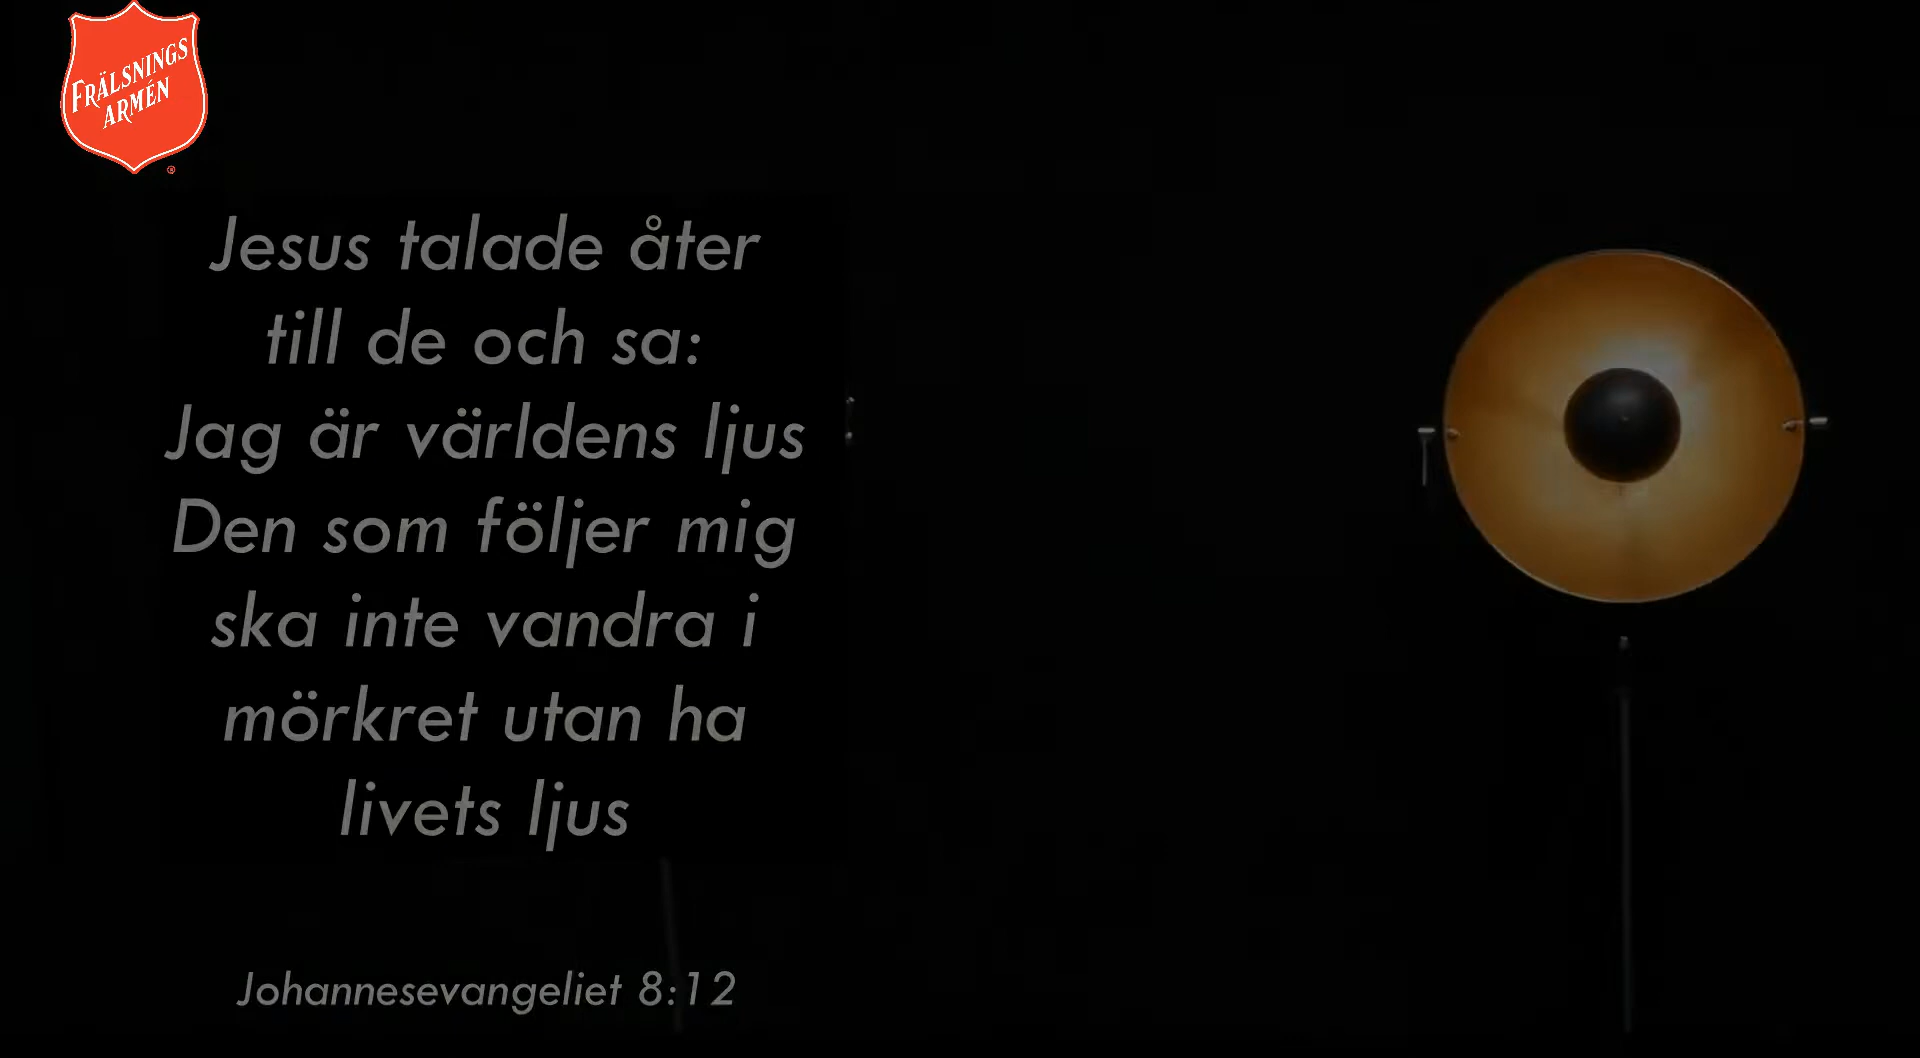 FRÄLSNINGS
ARMÉN
®
Jesus talade åter
till de och sa:
Jag är världens ljus
Den som följer mig
ska inte vandra i
mörkret utan ha
livets ljus
Johannesevangeliet 8:12